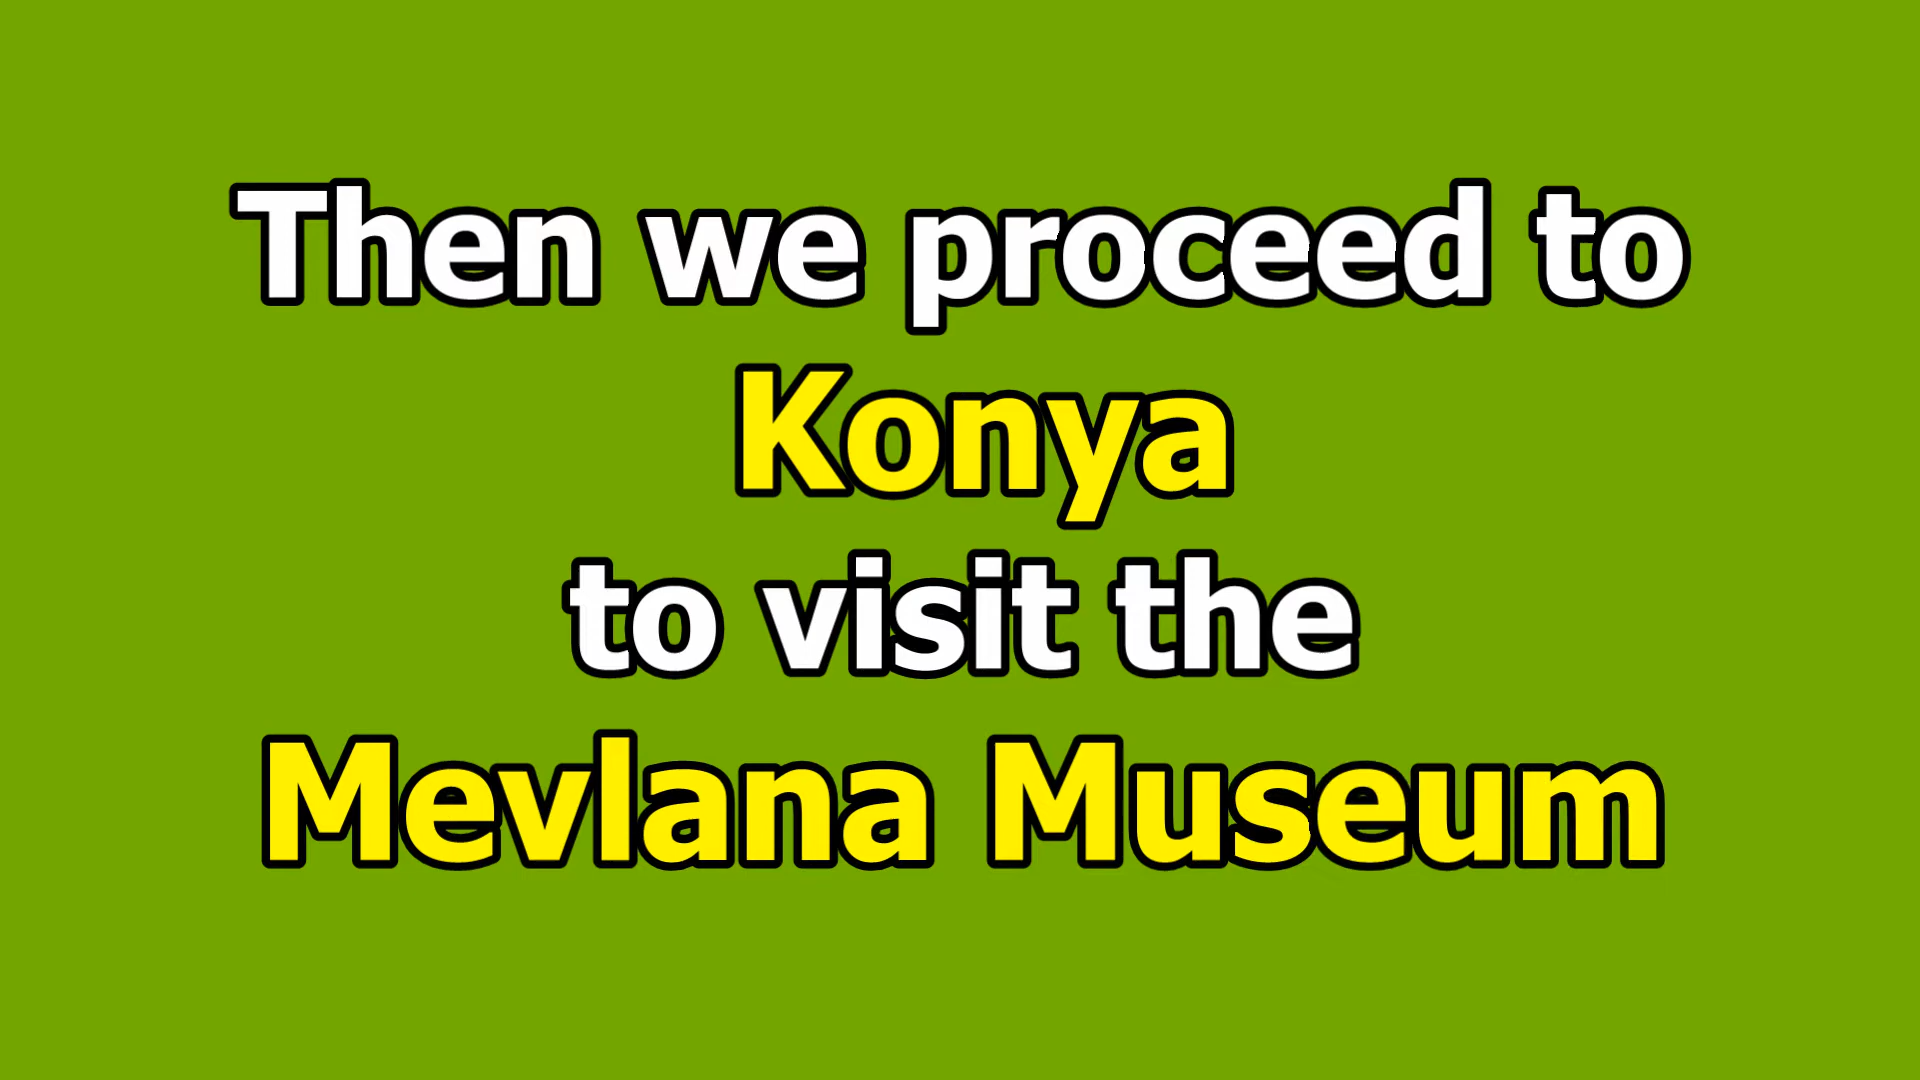 Then we proceed to
Konya
to visit the
Mevlana Museum